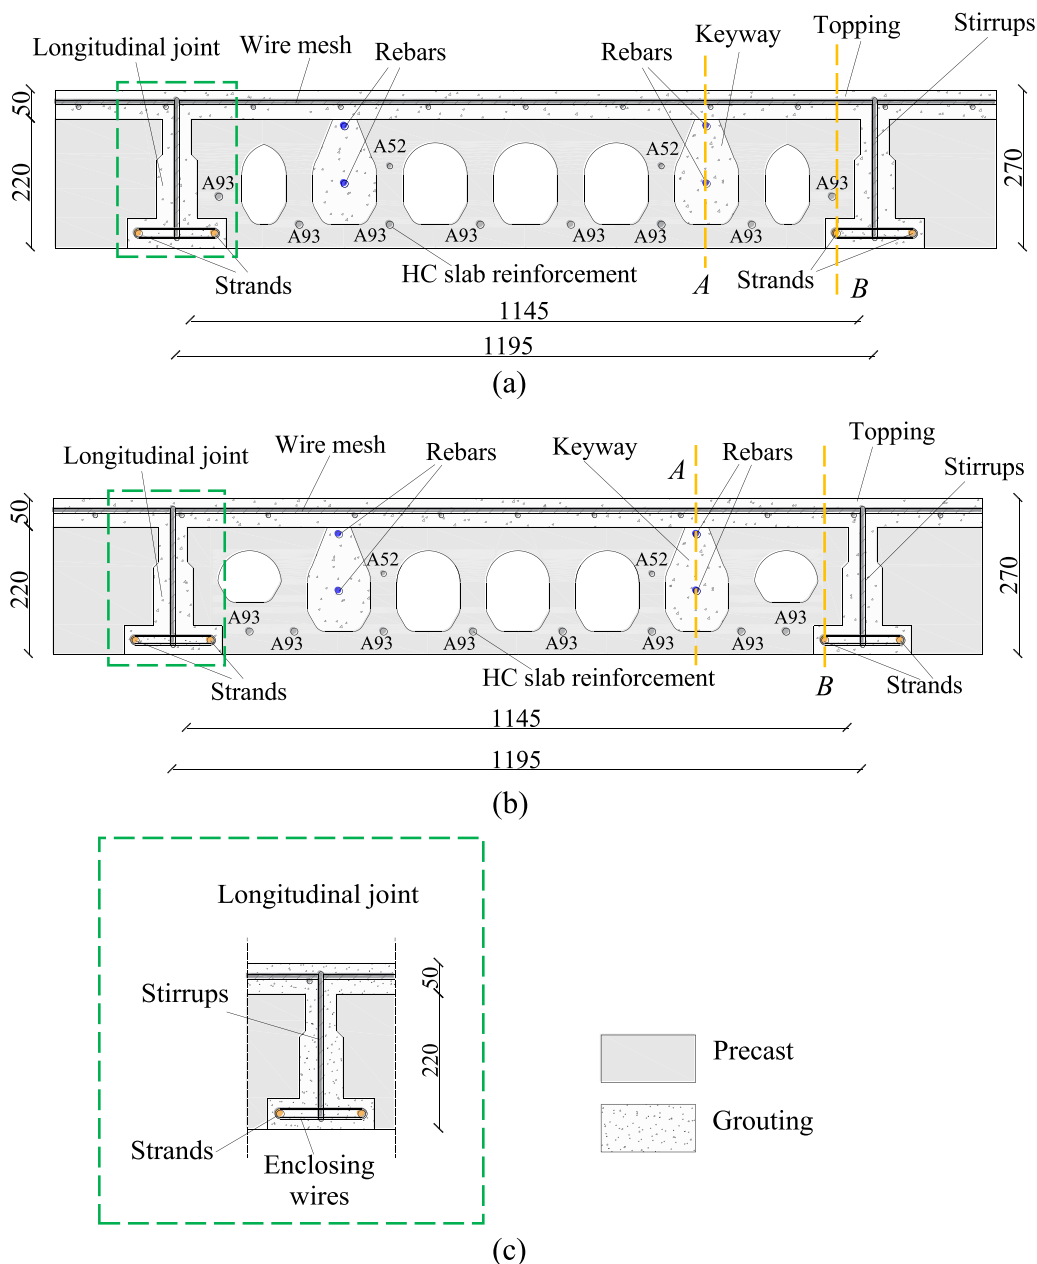 Longitudinal joint
Wire mesh
Rebars
Rebars
Keyway
Topping
Stirrups
50
220
270
A93
A52
A52
A93
A93
A93
A93
A93
A93
A93
Strands
HC slab reinforcement
A
Strands
B
1145
1195
(a)
Longitudinal joint
Wire mesh
Rebars
Keyway
A
Rebars
Topping
Stirrups
50
220
270
A52
A52
A93
A93
A93
A93
A93
A93
A93
A93
Strands
HC slab reinforcement
B
Strands
1145
1195
(b)
Longitudinal joint
Stirrups
50
220
Strands
Enclosing
wires
Precast
Grouting
(c)